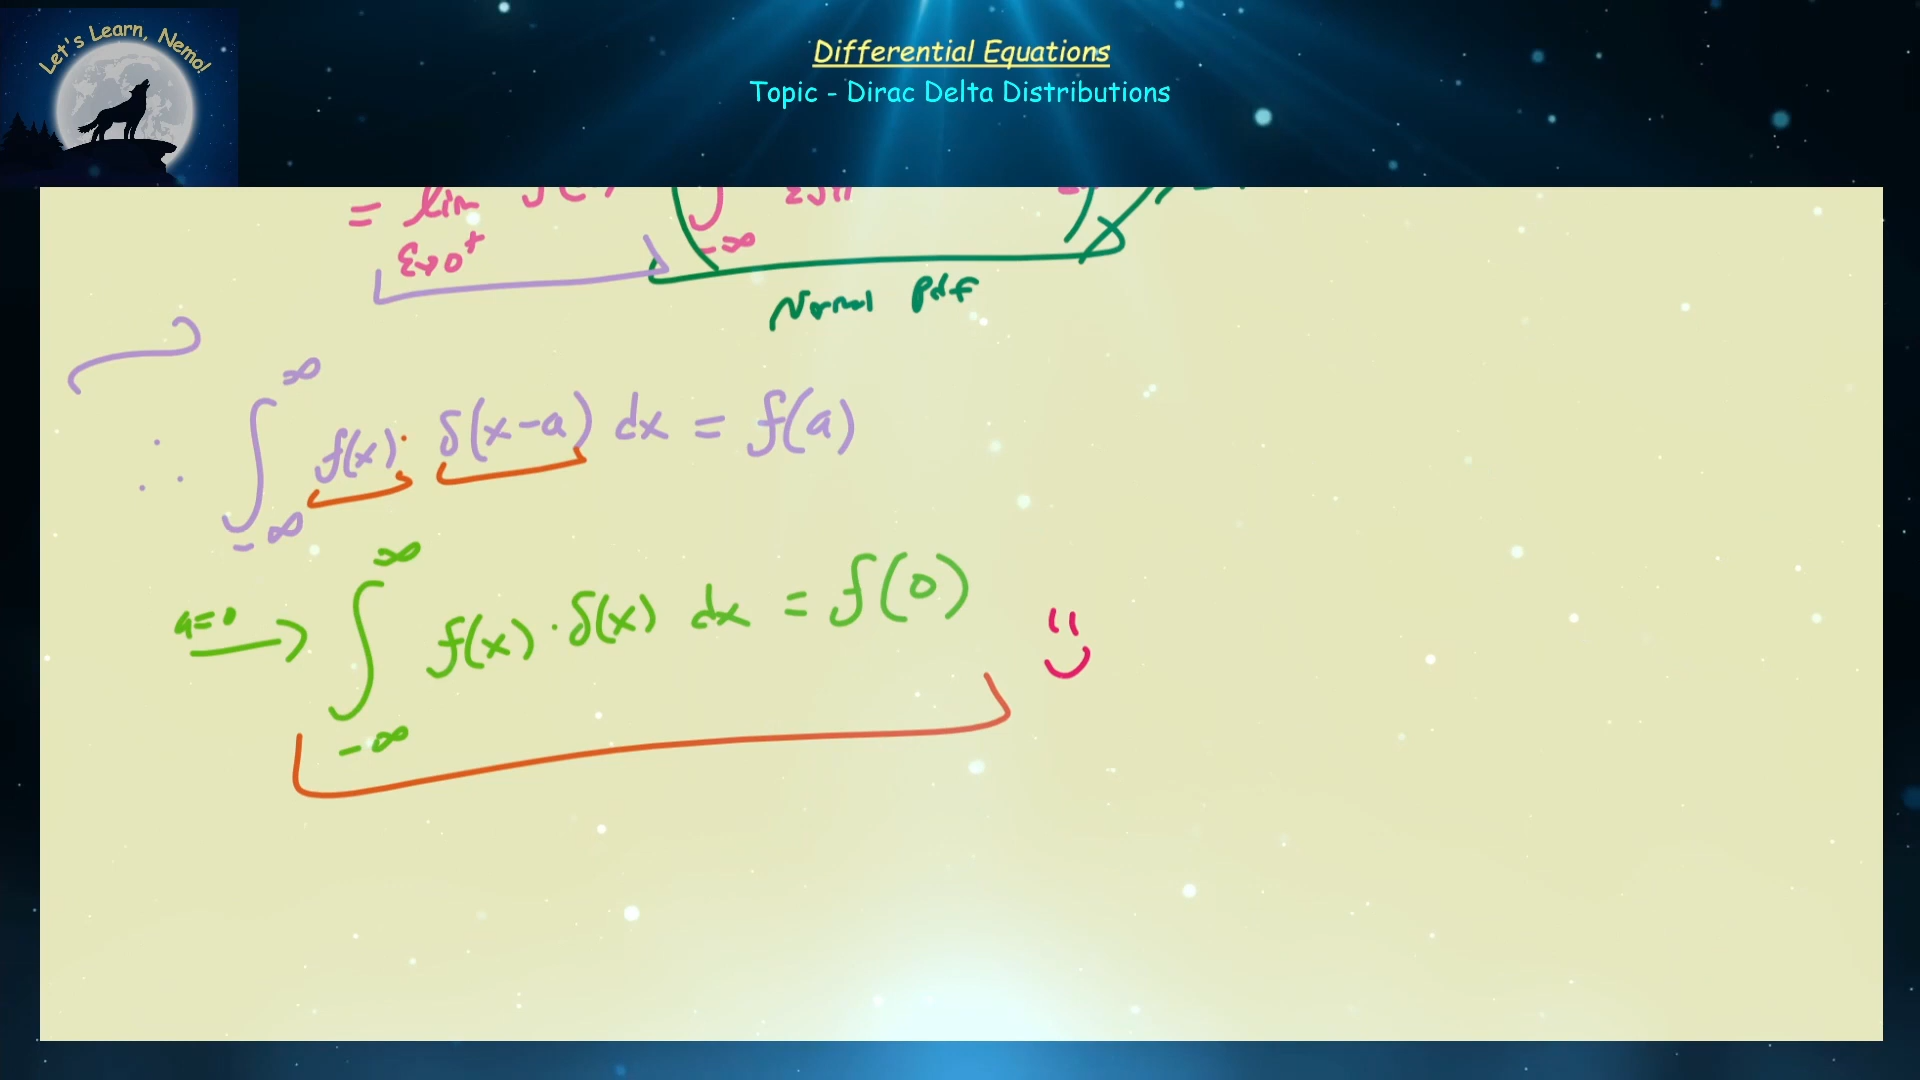 Let's Learn, Nemo!
Differential Equations
Topic - Dirac Delta Distributions
= lim
ε→0⁺
-∞
Normal Pdf
∴ ∫_{-∞}^{∞} f(x) · δ(x-a) dx = f(a)
a=0 → ∫_{-∞}^{∞} f(x) · δ(x) dx = f(0)